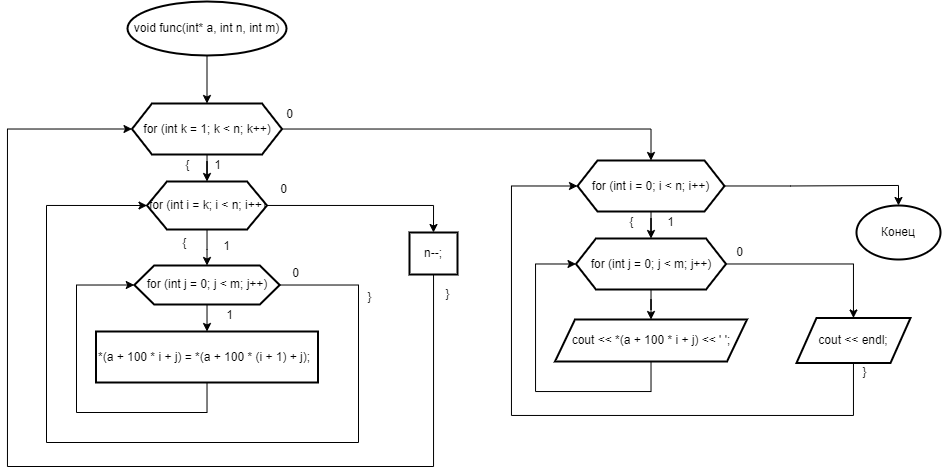 void func(int* a, int n, int m)
for (int k = 1; k < n; k++)
0
{
1
for (int i = k; i < n; i++
0
{
1
for (int j = 0; j < m; j++)
0
}
1
*(a + 100 * i + j) = *(a + 100 * (i + 1) + j);
n--;
}
for (int i = 0; i < n; i++)
{
1
Конец
for (int j = 0; j < m; j++)
0
cout << *(a + 100 * i + j) << ' ';
cout << endl;
}